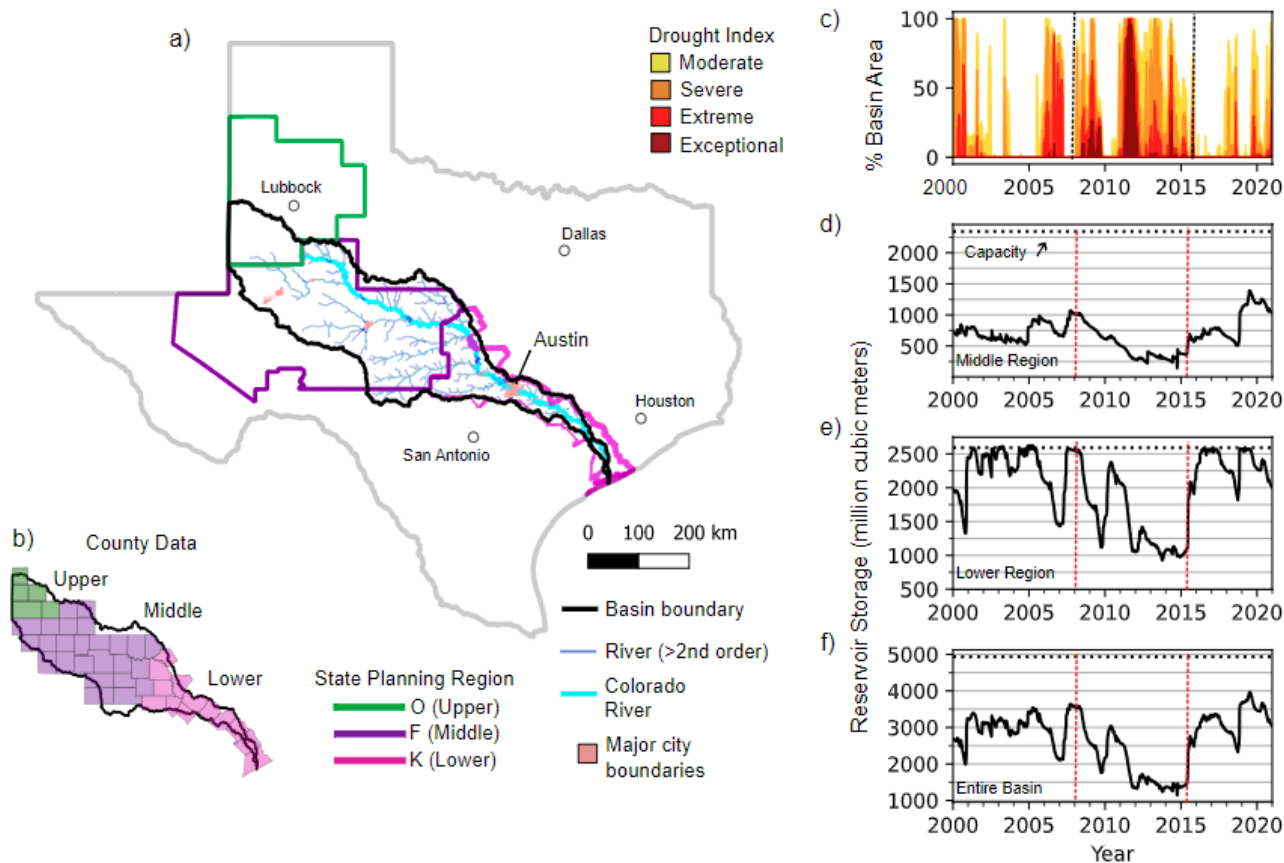 a)
Drought Index
Moderate
Severe
Extreme
Exceptional
Lubbock
Dallas
Austin
Houston
San Antonio
0 100 200 km
b)
County Data
Upper
Middle
Lower
State Planning Region
O (Upper)
F (Middle)
K (Lower)
Basin boundary
River (>2nd order)
Colorado
River
Major city
boundaries
c)
% Basin Area
100
50
0
2000 2005 2010 2015 2020
d)
Reservoir Storage (million cubic meters)
2000
1500
1000
500
Capacity
Middle Region
2000 2005 2010 2015 2020
e)
2500
2000
1500
1000
500
Lower Region
2000 2005 2010 2015 2020
f)
5000
4000
3000
2000
1000
Entire Basin
2000 2005 2010 2015 2020
Year